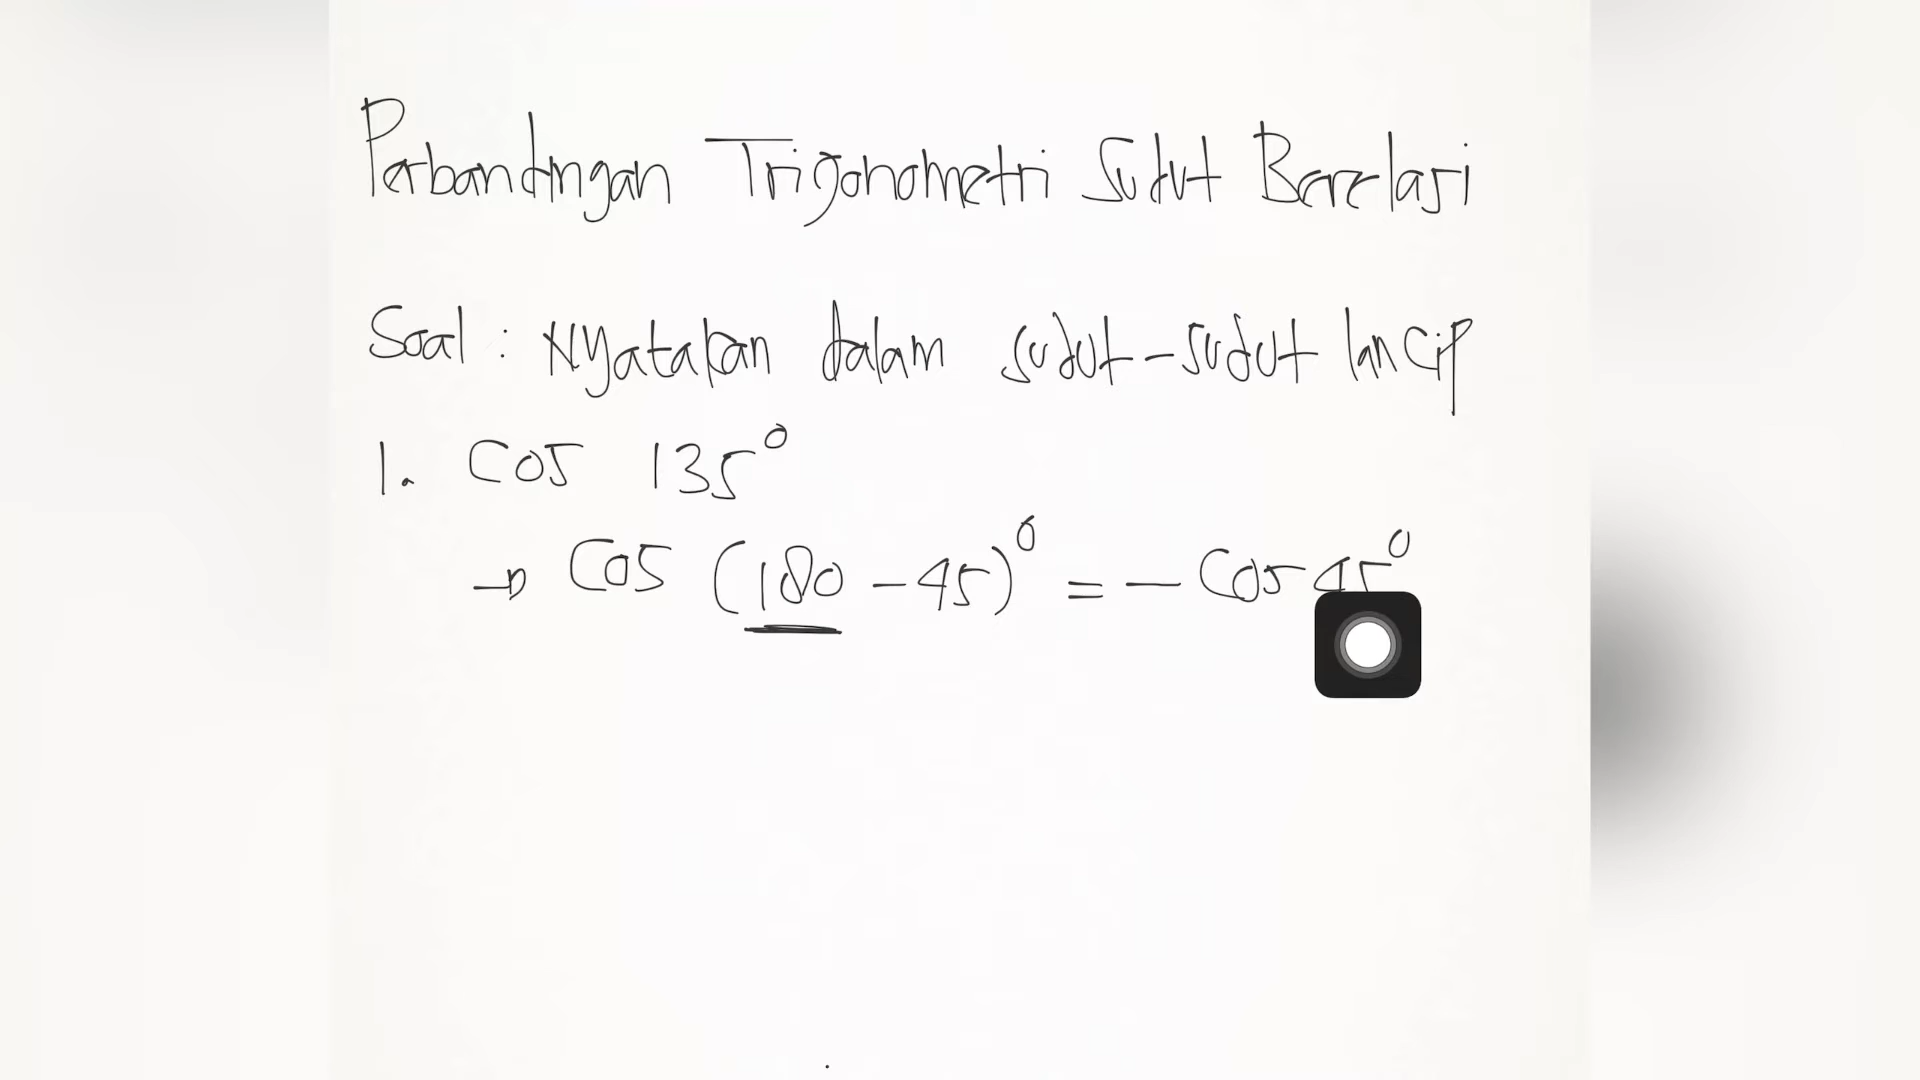 Perbandingan Trigonometri Sudut Berelasi
Soal : Nyatakan dalam sudut-sudut lancip
1. Cos 135°
→ Cos (180 - 45)° = - Cos 45°